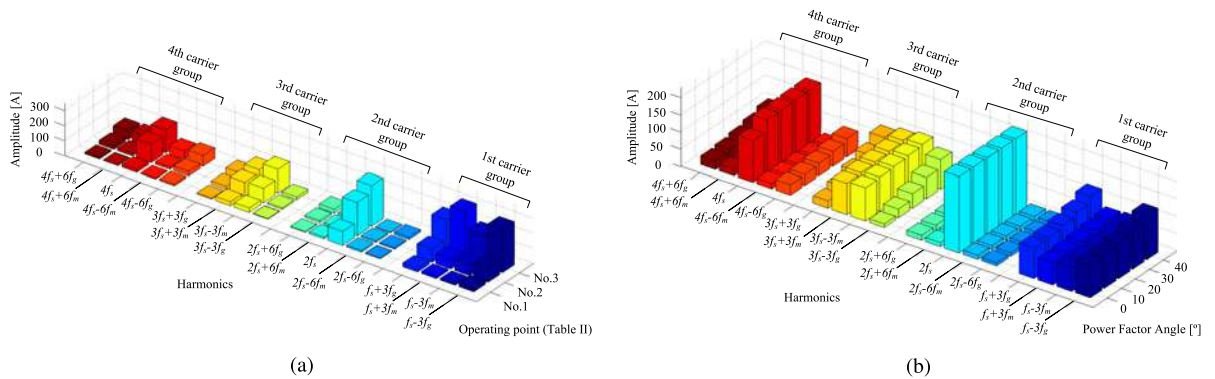 4th carrier
group
3rd carrier
group
2nd carrier
group
1st carrier
group
Amplitude [A]
300
200
100
0
4fs+6fg
4fs+6fm
4fs
4fs-6fm
4fs-6fg
3fs+3fg
3fs+3fm
3fs-3fm
3fs-3fg
2fs+6fg
2fs+6fm
2fs
2fs-6fm
2fs-6fg
fs+3fg
fs+3fm
fs-3fm
fs-3fg
No.3
No.2
No.1
Harmonics
Operating point (Table II)
(a)
4th carrier
group
3rd carrier
group
2nd carrier
group
1st carrier
group
Amplitude [A]
200
150
100
50
0
4fs+6fg
4fs+6fm
4fs
4fs-6fm
4fs-6fg
3fs+3fg
3fs+3fm
3fs-3fm
3fs-3fg
2fs+6fg
2fs+6fm
2fs
2fs-6fm
2fs-6fg
fs+3fg
fs+3fm
fs-3fm
fs-3fg
40
30
20
10
0
Harmonics
Power Factor Angle [º]
(b)